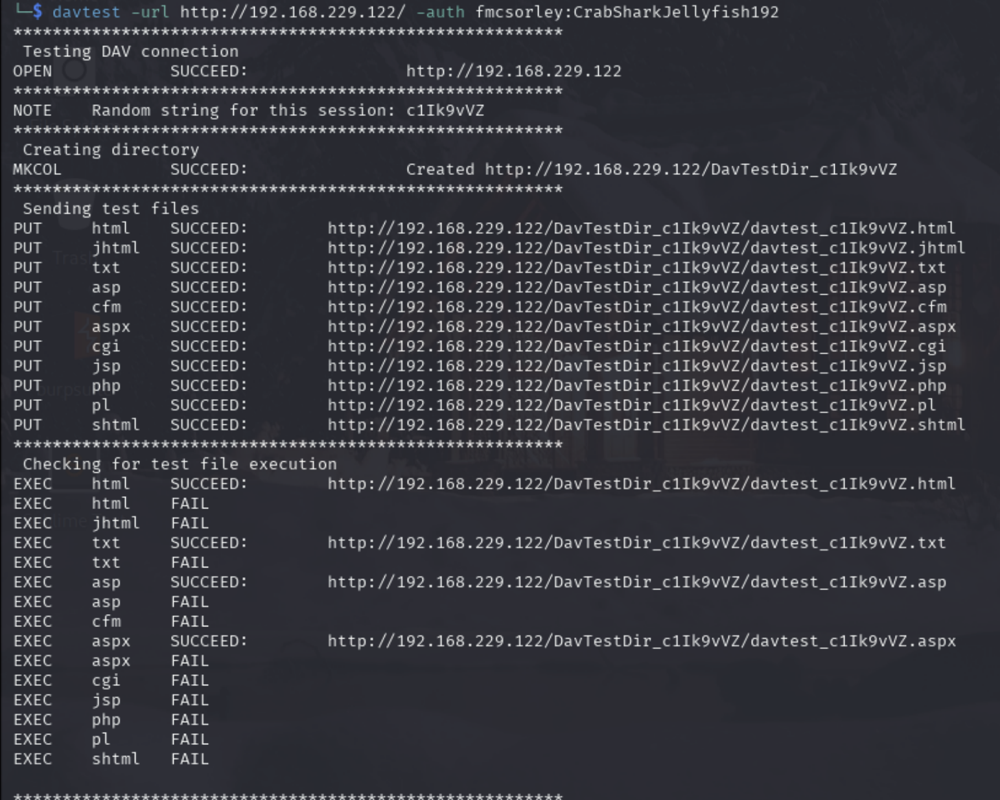 └─$ davtest -url http://192.168.229.122/ -auth fmcsorley:CrabSharkJellyfish192
********************************************************
 Testing DAV connection
OPEN            SUCCEED:                http://192.168.229.122
********************************************************
NOTE    Random string for this session: c1Ik9vVZ
********************************************************
 Creating directory
MKCOL           SUCCEED:                Created http://192.168.229.122/DavTestDir_c1Ik9vVZ
********************************************************
 Sending test files
PUT     html    SUCCEED:        http://192.168.229.122/DavTestDir_c1Ik9vVZ/davtest_c1Ik9vVZ.html
PUT     jhtml   SUCCEED:        http://192.168.229.122/DavTestDir_c1Ik9vVZ/davtest_c1Ik9vVZ.jhtml
PUT     txt     SUCCEED:        http://192.168.229.122/DavTestDir_c1Ik9vVZ/davtest_c1Ik9vVZ.txt
PUT     asp     SUCCEED:        http://192.168.229.122/DavTestDir_c1Ik9vVZ/davtest_c1Ik9vVZ.asp
PUT     cfm     SUCCEED:        http://192.168.229.122/DavTestDir_c1Ik9vVZ/davtest_c1Ik9vVZ.cfm
PUT     aspx    SUCCEED:        http://192.168.229.122/DavTestDir_c1Ik9vVZ/davtest_c1Ik9vVZ.aspx
PUT     cgi     SUCCEED:        http://192.168.229.122/DavTestDir_c1Ik9vVZ/davtest_c1Ik9vVZ.cgi
PUT     jsp     SUCCEED:        http://192.168.229.122/DavTestDir_c1Ik9vVZ/davtest_c1Ik9vVZ.jsp
PUT     php     SUCCEED:        http://192.168.229.122/DavTestDir_c1Ik9vVZ/davtest_c1Ik9vVZ.php
PUT     pl      SUCCEED:        http://192.168.229.122/DavTestDir_c1Ik9vVZ/davtest_c1Ik9vVZ.pl
PUT     shtml   SUCCEED:        http://192.168.229.122/DavTestDir_c1Ik9vVZ/davtest_c1Ik9vVZ.shtml
********************************************************
 Checking for test file execution
EXEC    html    SUCCEED:        http://192.168.229.122/DavTestDir_c1Ik9vVZ/davtest_c1Ik9vVZ.html
EXEC    html    FAIL
EXEC    jhtml   FAIL
EXEC    txt     SUCCEED:        http://192.168.229.122/DavTestDir_c1Ik9vVZ/davtest_c1Ik9vVZ.txt
EXEC    txt     FAIL
EXEC    asp     SUCCEED:        http://192.168.229.122/DavTestDir_c1Ik9vVZ/davtest_c1Ik9vVZ.asp
EXEC    asp     FAIL
EXEC    cfm     FAIL
EXEC    aspx    SUCCEED:        http://192.168.229.122/DavTestDir_c1Ik9vVZ/davtest_c1Ik9vVZ.aspx
EXEC    aspx    FAIL
EXEC    cgi     FAIL
EXEC    jsp     FAIL
EXEC    php     FAIL
EXEC    pl      FAIL
EXEC    shtml   FAIL

********************************************************